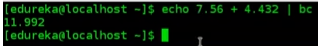 [edureka@localhost ~]$ echo 7.56 + 4.432 | bc
11.992
[edureka@localhost ~]$